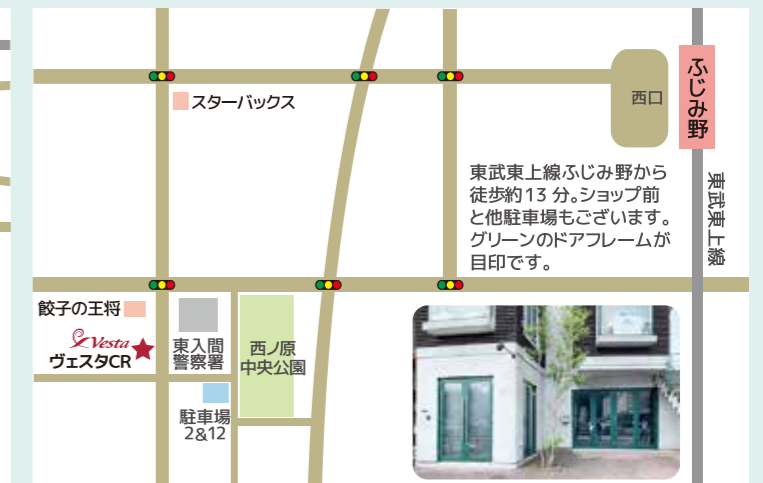 ふじみ野
西口
スターバックス
東武東上線ふじみ野から
徒歩約13分。ショップ前
と他駐車場もございます。
グリーンのドアフレームが
目印です。
東武東上線
餃子の王将
Vesta
ヴェスタCR
東入間
警察署
西ノ原
中央公園
駐車場
2&12